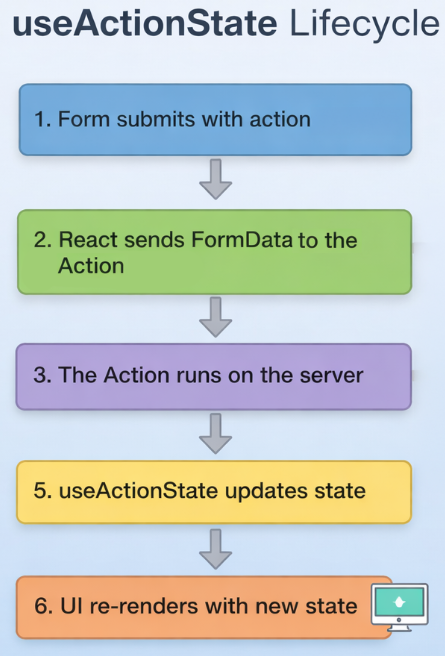 useActionState Lifecycle
1. Form submits with action
2. React sends FormData to the
Action
3. The Action runs on the server
5. useActionState updates state
6. UI re-renders with new state